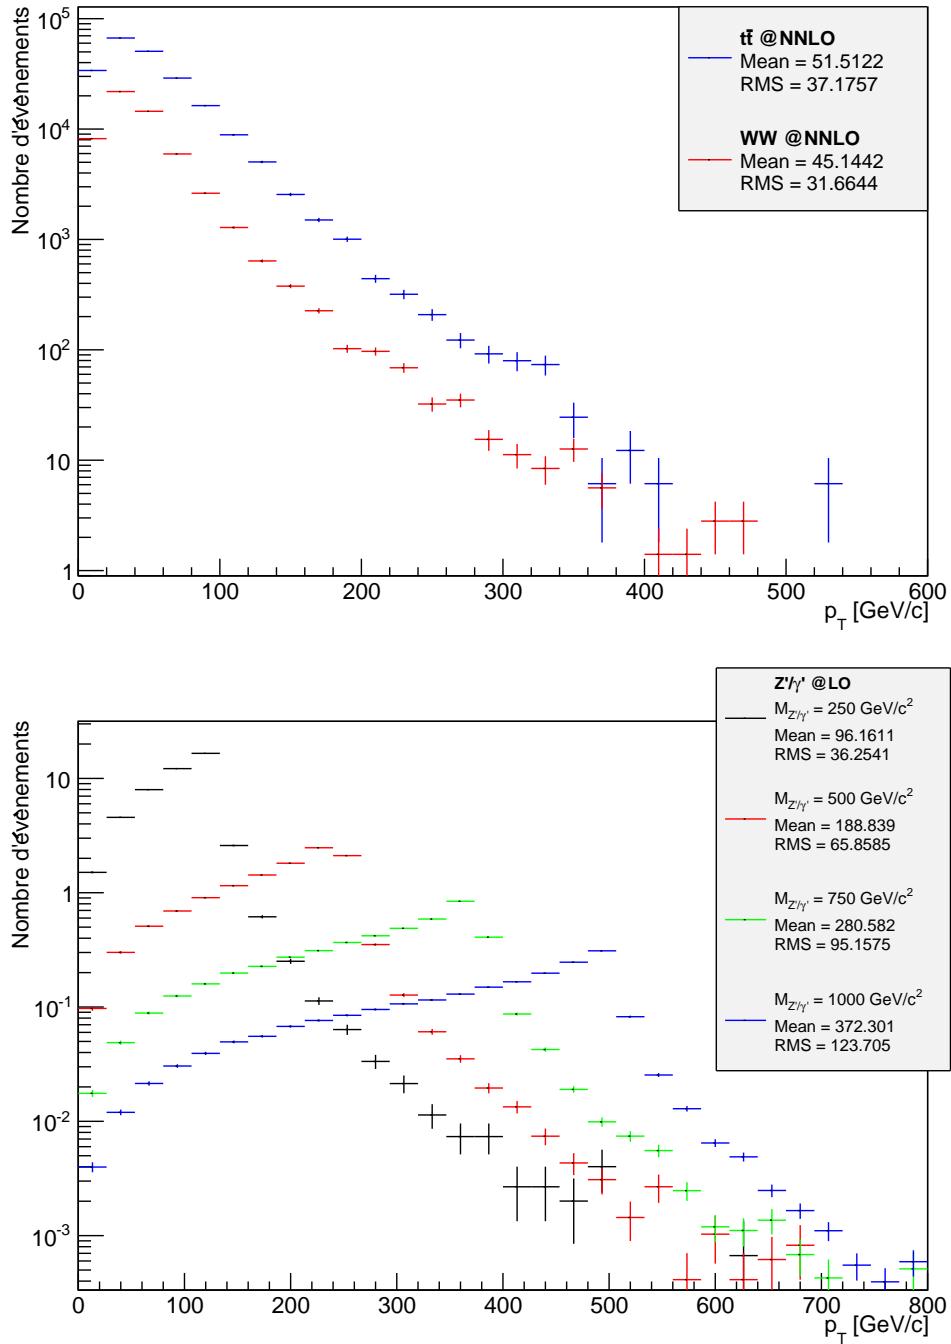 Nombre d'évènements
10^5
10^4
10^3
10^2
10
1
0 100 200 300 400 500 600
p_T [GeV/c]
tt̄ @NNLO
Mean = 51.5122
RMS = 37.1757
WW @NNLO
Mean = 45.1442
RMS = 31.6644
Nombre d'évènements
10
1
10^-1
10^-2
10^-3
0 100 200 300 400 500 600 700 800
p_T [GeV/c]
Z'/γ' @LO
M_Z'/γ' = 250 GeV/c^2
Mean = 96.1611
RMS = 36.2541
M_Z'/γ' = 500 GeV/c^2
Mean = 188.839
RMS = 65.8585
M_Z'/γ' = 750 GeV/c^2
Mean = 280.582
RMS = 95.1575
M_Z'/γ' = 1000 GeV/c^2
Mean = 372.301
RMS = 123.705